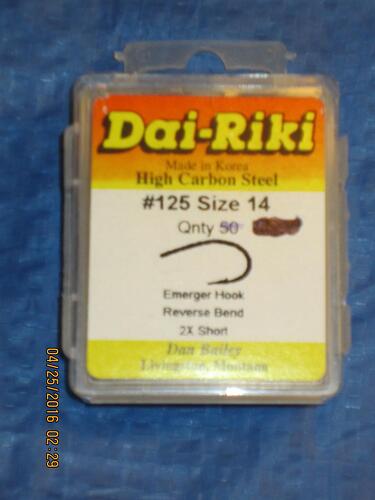 Dai-Riki
Made in Korea
High Carbon Steel
#125 Size 14
Qnty 50
Emerger Hook
Reverse Bend
2X Short
Dan Bailey
Livingston, Montana
04/25/2016 02:29